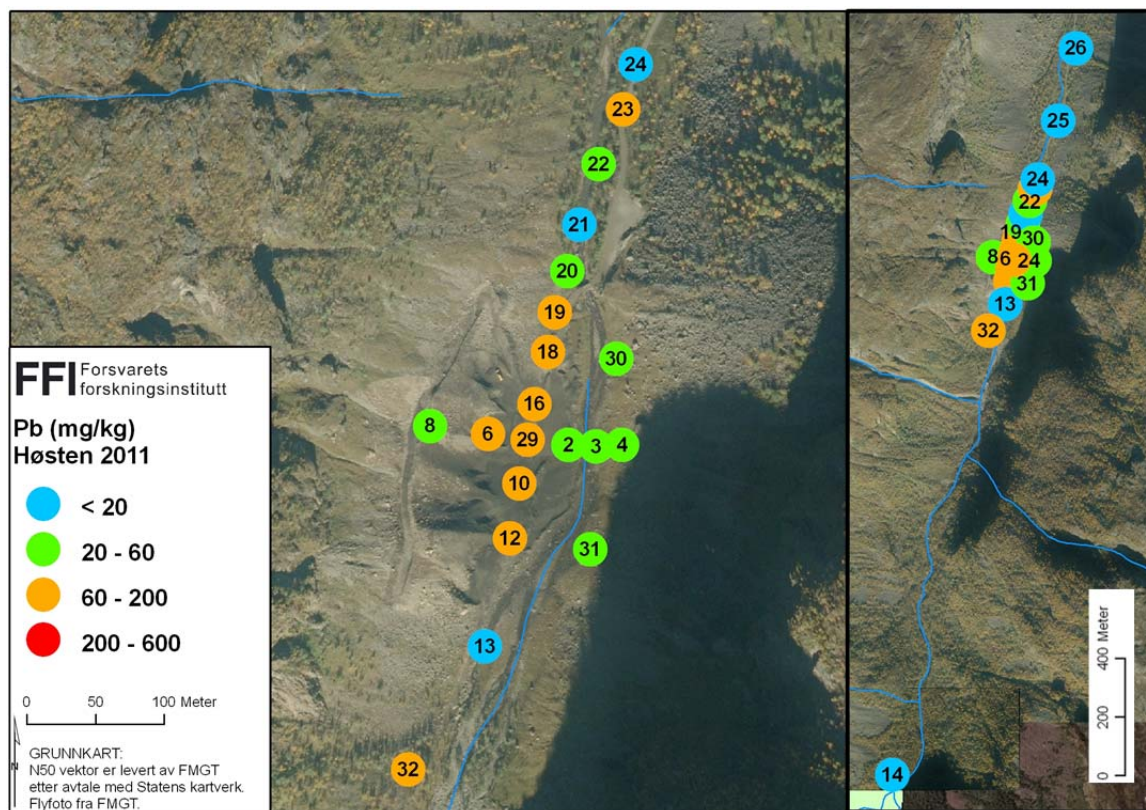 24
23
22
21
20
19
18
30
16
8
6
29
2
3
4
10
12
31
13
32
FFI Forsvarets
forskningsinstitutt
Pb (mg/kg)
Høsten 2011
< 20
20 - 60
60 - 200
200 - 600
0 50 100 Meter
N
GRUNNKART:
N50 vektor er levert av FMGT
etter avtale med Statens kartverk.
Flyfoto fra FMGT.
26
25
24
22
19
30
8
6
24
31
13
32
14
0 200 400 Meter